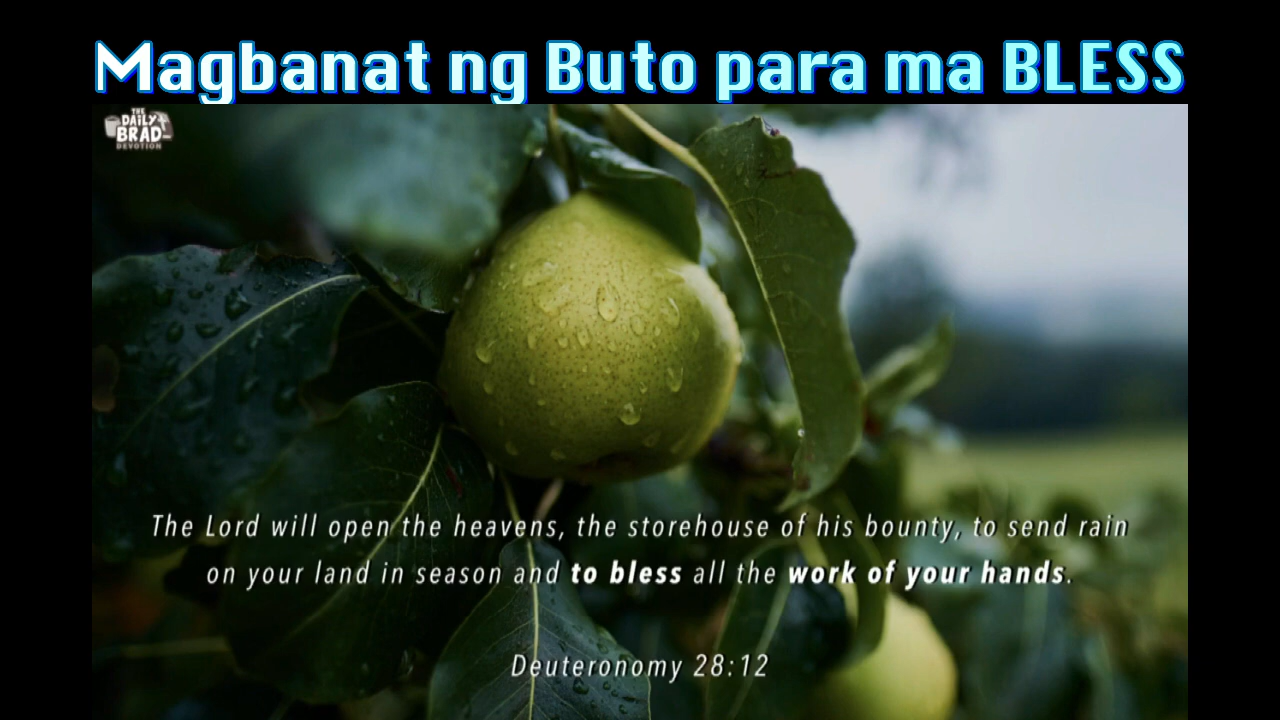 Magbanat ng Buto para ma BLESS
THE
DAILY
BRAD
DEVOTION
The Lord will open the heavens, the storehouse of his bounty, to send rain
on your land in season and to bless all the work of your hands.
Deuteronomy 28:12